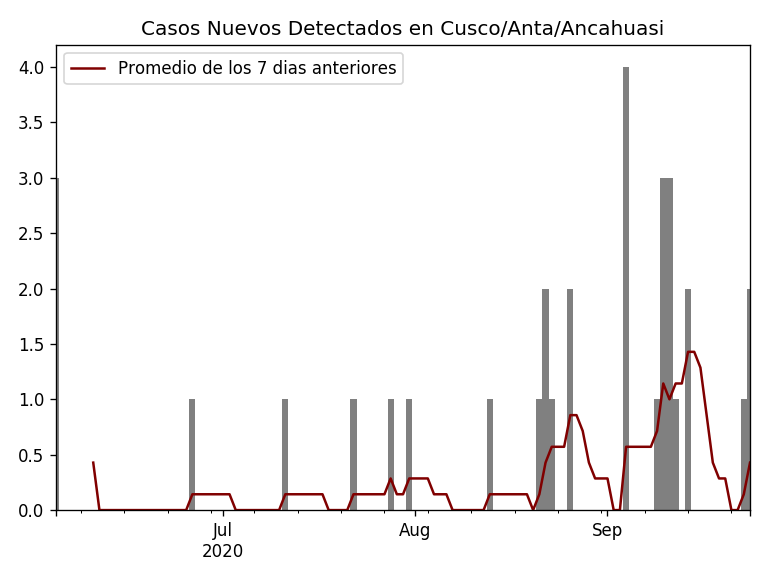 Casos Nuevos Detectados en Cusco/Anta/Ancahuasi
Promedio de los 7 dias anteriores
4.0
3.5
3.0
2.5
2.0
1.5
1.0
0.5
0.0
Jul
2020
Aug
Sep